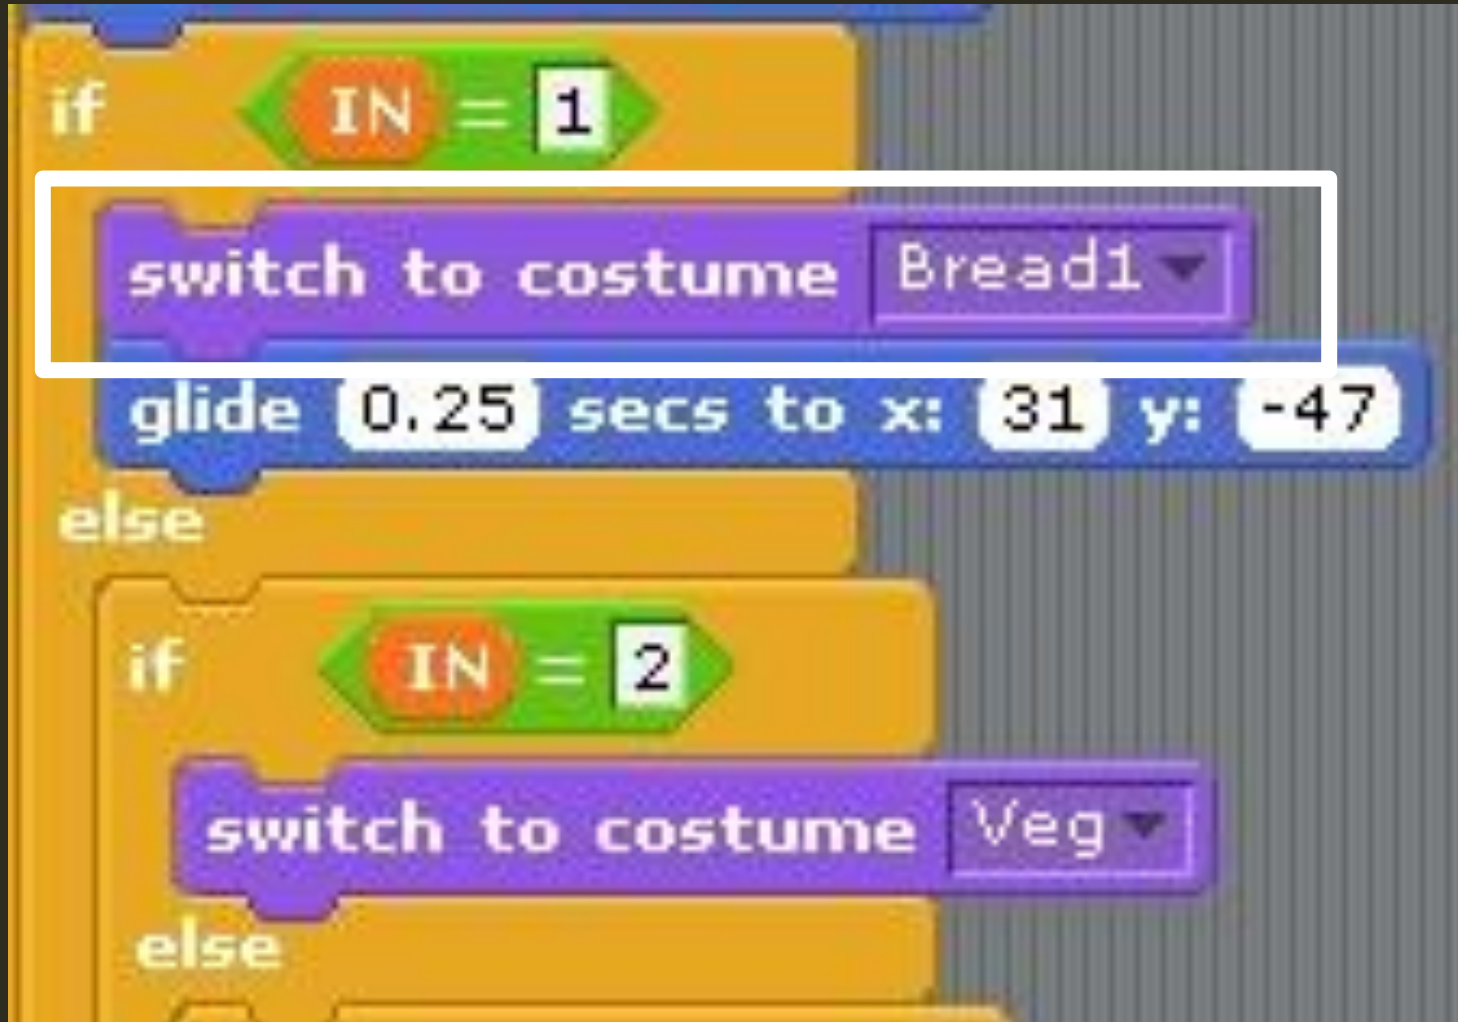 if IN = 1
switch to costume Bread1
glide 0.25 secs to x: 31 y: -47
else
if IN = 2
switch to costume Veg
else